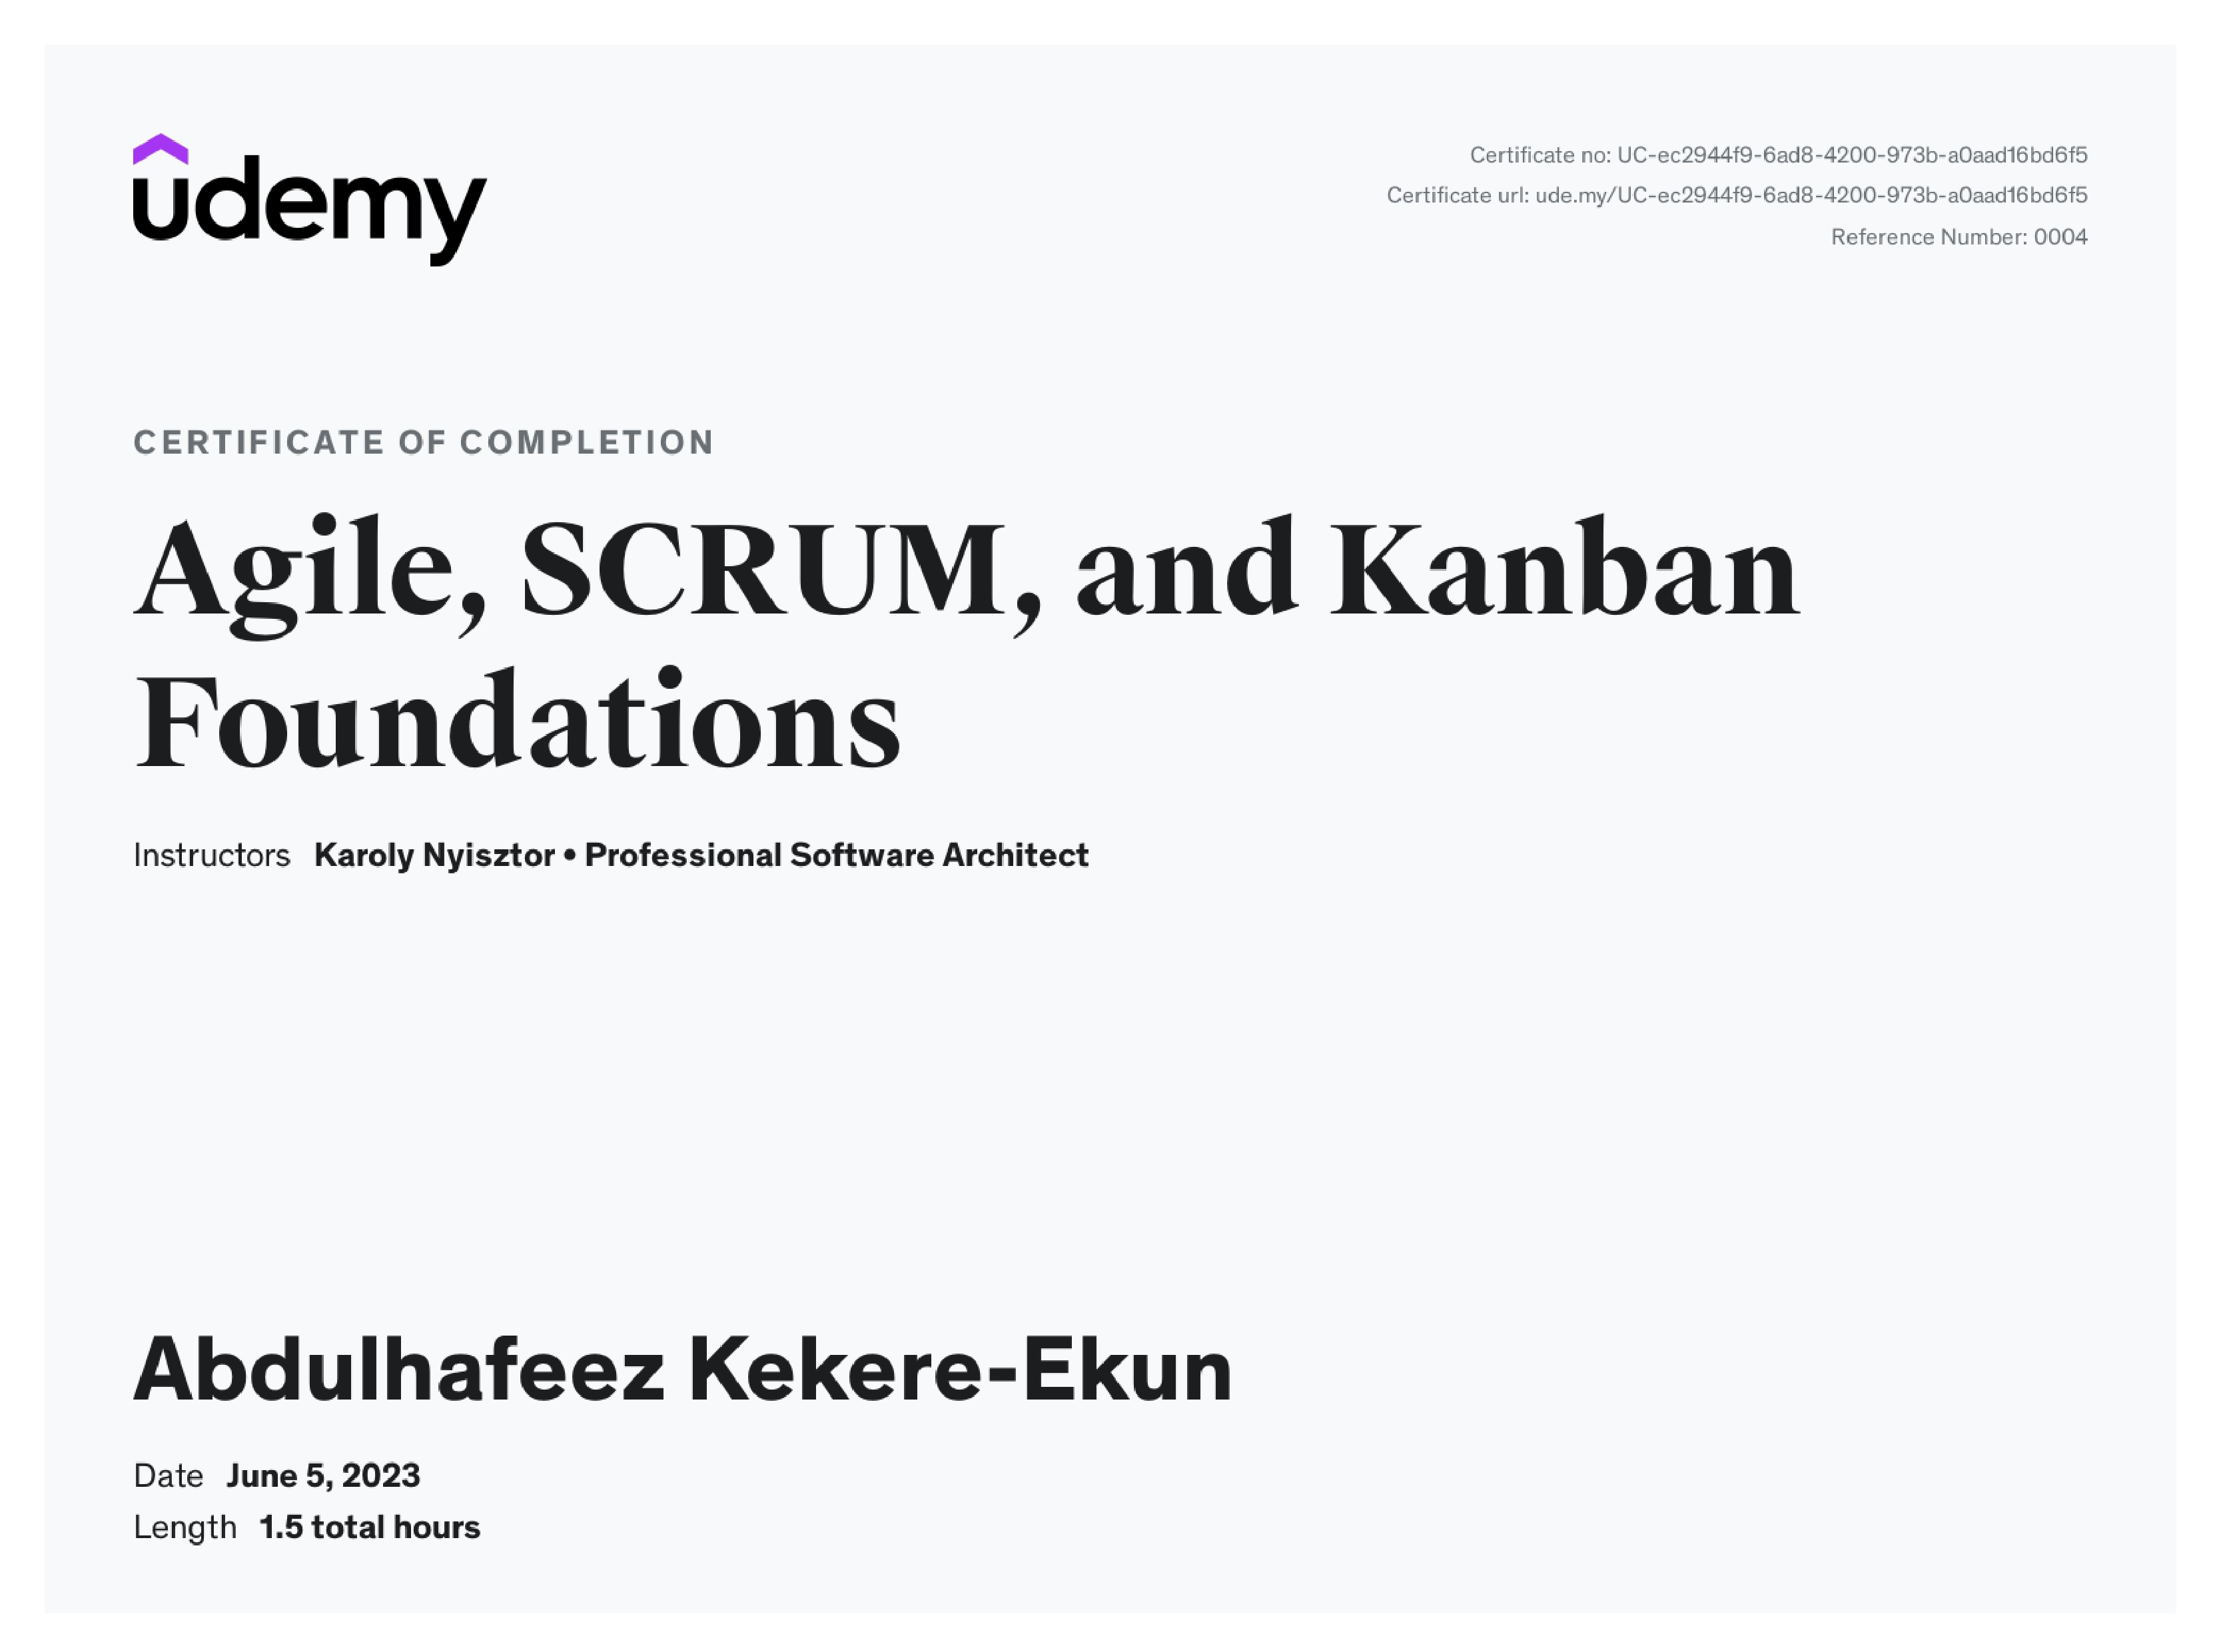 udemy
Certificate no: UC-ec2944f9-6ad8-4200-973b-a0aad16bd6f5
Certificate url: ude.my/UC-ec2944f9-6ad8-4200-973b-a0aad16bd6f5
Reference Number: 0004
CERTIFICATE OF COMPLETION
Agile, SCRUM, and Kanban
Foundations
Instructors Karoly Nyisztor • Professional Software Architect
Abdulhafeez Kekere-Ekun
Date June 5, 2023
Length 1.5 total hours